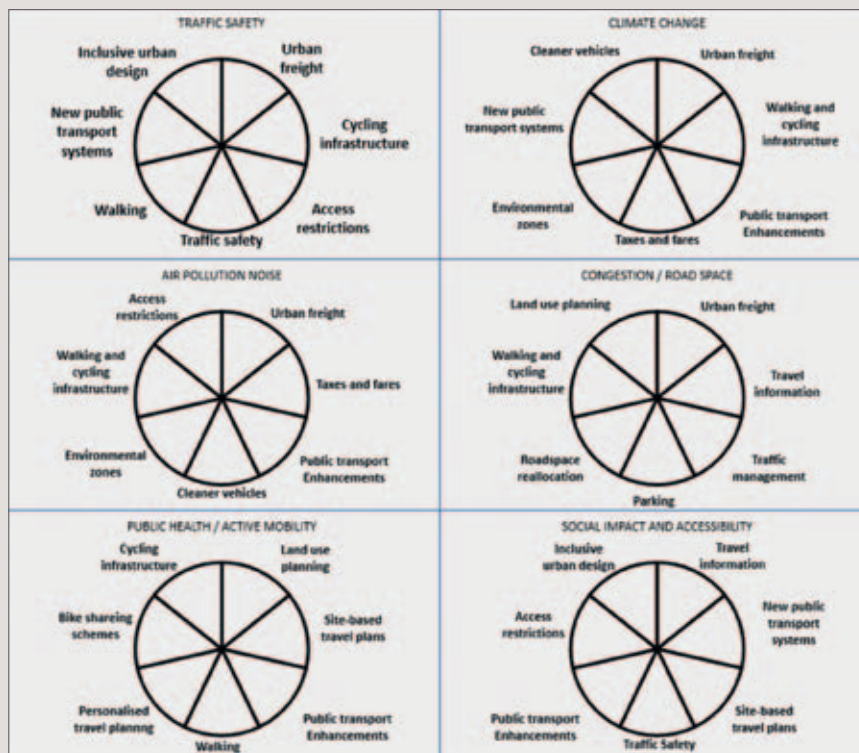 TRAFFIC SAFETY
Inclusive urban
design
Urban
freight
New public
transport
systems
Cycling
infrastructure
Walking
Access
restrictions
Traffic safety
CLIMATE CHANGE
Cleaner vehicles
Urban freight
New public
transport systems
Walking and
cycling
infrastructure
Environmental
zones
Public transport
Enhancements
Taxes and fares
AIR POLLUTION NOISE
Access
restrictions
Urban freight
Walking and
cycling
infrastructure
Taxes and fares
Environmental
zones
Public transport
Enhancements
Cleaner vehicles
CONGESTION / ROAD SPACE
Land use planning
Urban freight
Walking and
cycling
infrastructure
Travel
information
Roadspace
reallocation
Traffic
management
Parking
PUBLIC HEALTH / ACTIVE MOBILITY
Cycling
infrastructure
Land use
planning
Bike shareing
schemes
Site-based
travel plans
Personalised
travel plannng
Public transport
Enhancements
Walking
SOCIAL IMPACT AND ACCESSIBILITY
Inclusive
urban design
Travel
information
Access
restrictions
New public
transport
systems
Public transport
Enhancements
Site-based
travel plans
Traffic Safety